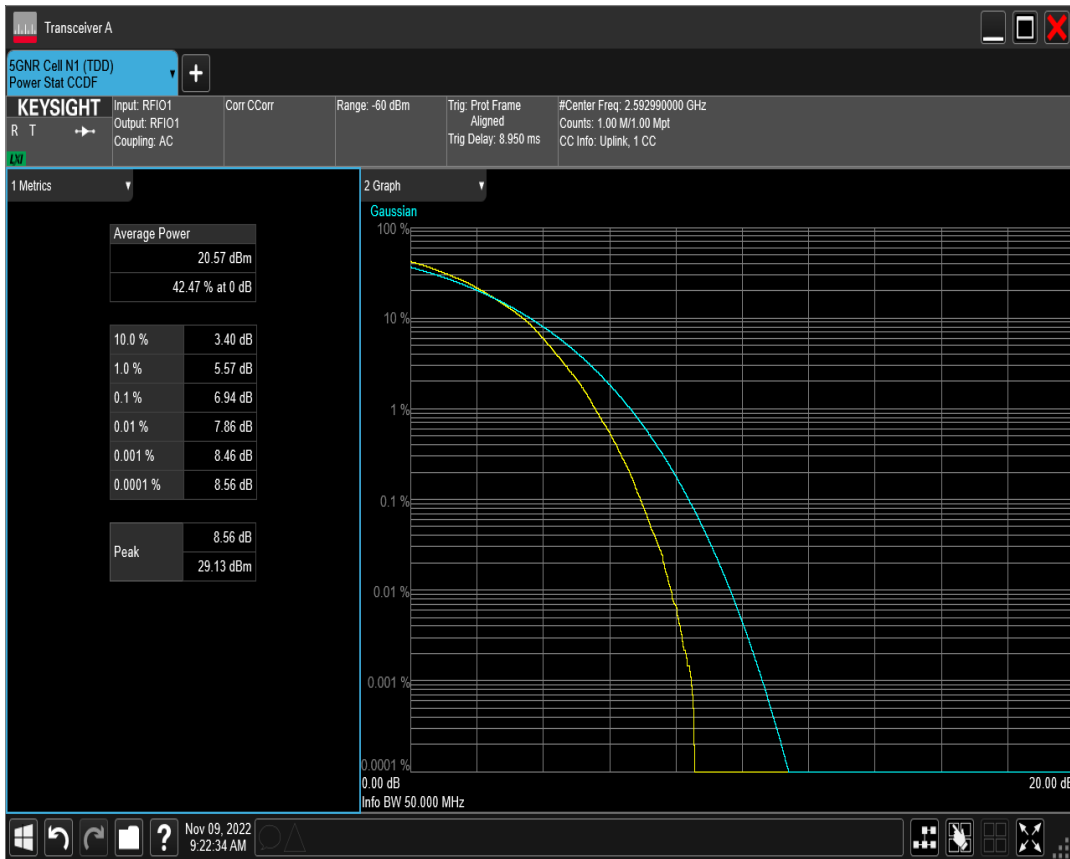 Transceiver A
5GNR Cell N1 (TDD)
Power Stat CCDF
+
KEYSIGHT
R T
LXI
Input: RFIO1
Output: RFIO1
Coupling: AC
Corr CCorr
Range: -60 dBm
Trig: Prot Frame
Aligned
Trig Delay: 8.950 ms
#Center Freq: 2.592990000 GHz
Counts: 1.00 M/1.00 Mpt
CC Info: Uplink, 1 CC
1 Metrics
Average Power
20.57 dBm
42.47 % at 0 dB
10.0 % 3.40 dB
1.0 % 5.57 dB
0.1 % 6.94 dB
0.01 % 7.86 dB
0.001 % 8.46 dB
0.0001 % 8.56 dB
Peak
8.56 dB
29.13 dBm
2 Graph
Gaussian
100 %
10 %
1 %
0.1 %
0.01 %
0.001 %
0.0001 %
0.00 dB
20.00 dB
Info BW 50.000 MHz
?
Nov 09, 2022
9:22:34 AM